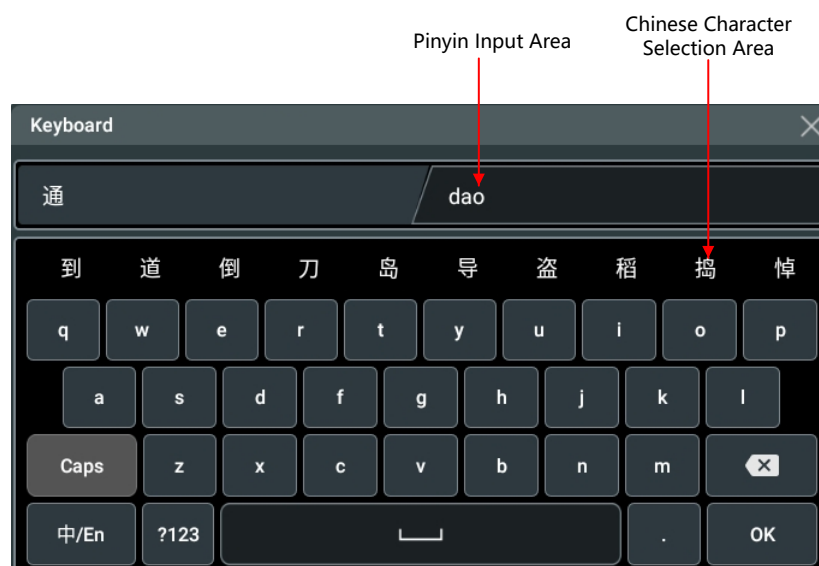 Pinyin Input Area
Chinese Character
Selection Area
Keyboard
通 dao
到 道 倒 刀 岛 导 盗 稻 捣 悼
q w e r t y u i o p
a s d f g h j k l
Caps z x c v b n m
中/En ?123 . OK